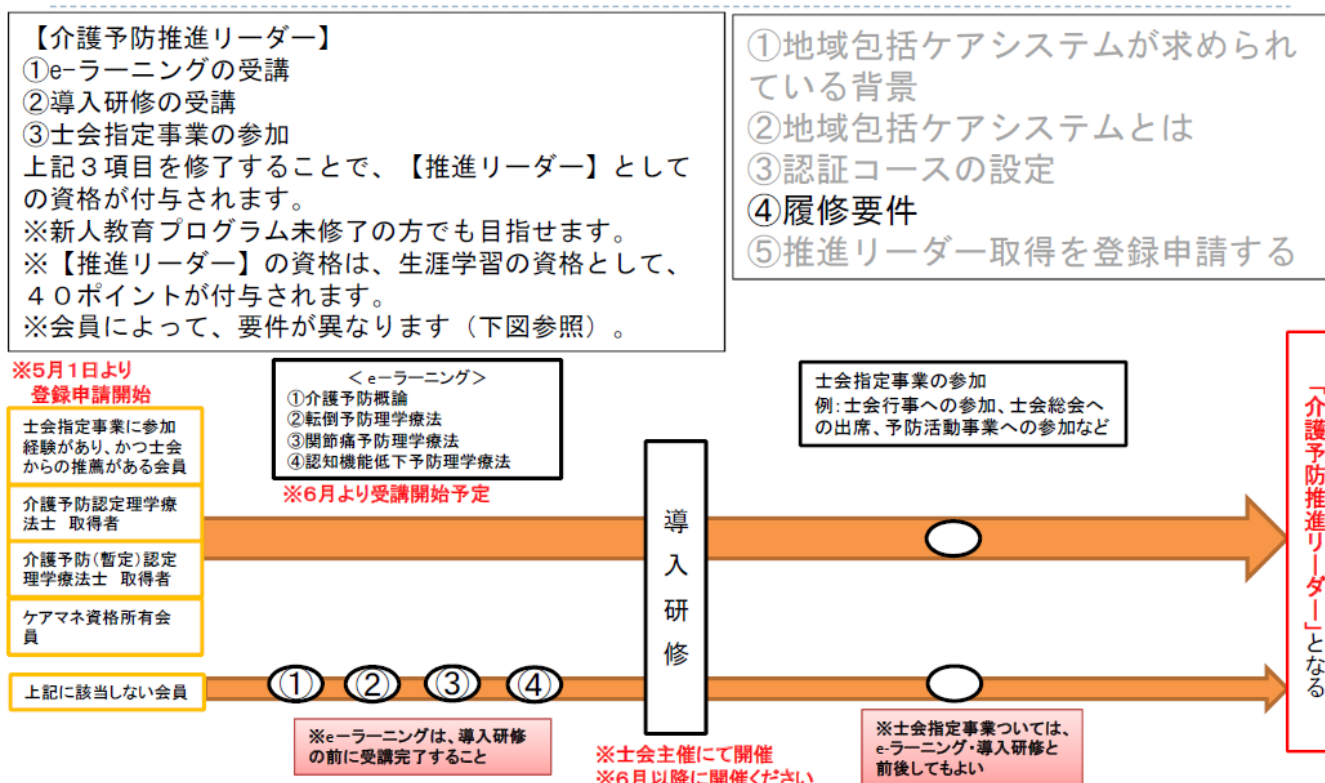 【介護予防推進リーダー】
①e-ラーニングの受講
②導入研修の受講
③士会指定事業の参加
上記３項目を修了することで、【推進リーダー】として
の資格が付与されます。
※新人教育プログラム未修了の方でも目指せます。
※【推進リーダー】の資格は、生涯学習の資格として、
４０ポイントが付与されます。
※会員によって、要件が異なります（下図参照）。
①地域包括ケアシステムが求められ
ている背景
②地域包括ケアシステムとは
③認証コースの設定
④履修要件
⑤推進リーダー取得を登録申請する
※5月1日より
登録申請開始
士会指定事業に参加
経験があり、かつ士会
からの推薦がある会員
介護予防認定理学療
法士　取得者
介護予防(暫定)認定
理学療法士　取得者
ケアマネ資格所有会
員
上記に該当しない会員
＜e－ラーニング＞
①介護予防概論
②転倒予防理学療法
③関節痛予防理学療法
④認知機能低下予防理学療法
※6月より受講開始予定
①
②
③
④
※e－ラーニングは、導入研修
の前に受講完了すること
導入研修
※士会主催にて開催
※6月以降に開催ください
士会指定事業の参加
例：士会行事への参加、士会総会へ
の出席、予防活動事業への参加など
※士会指定事業ついては、
e-ラーニング・導入研修と
前後してもよい
「介護予防推進リーダー」となる